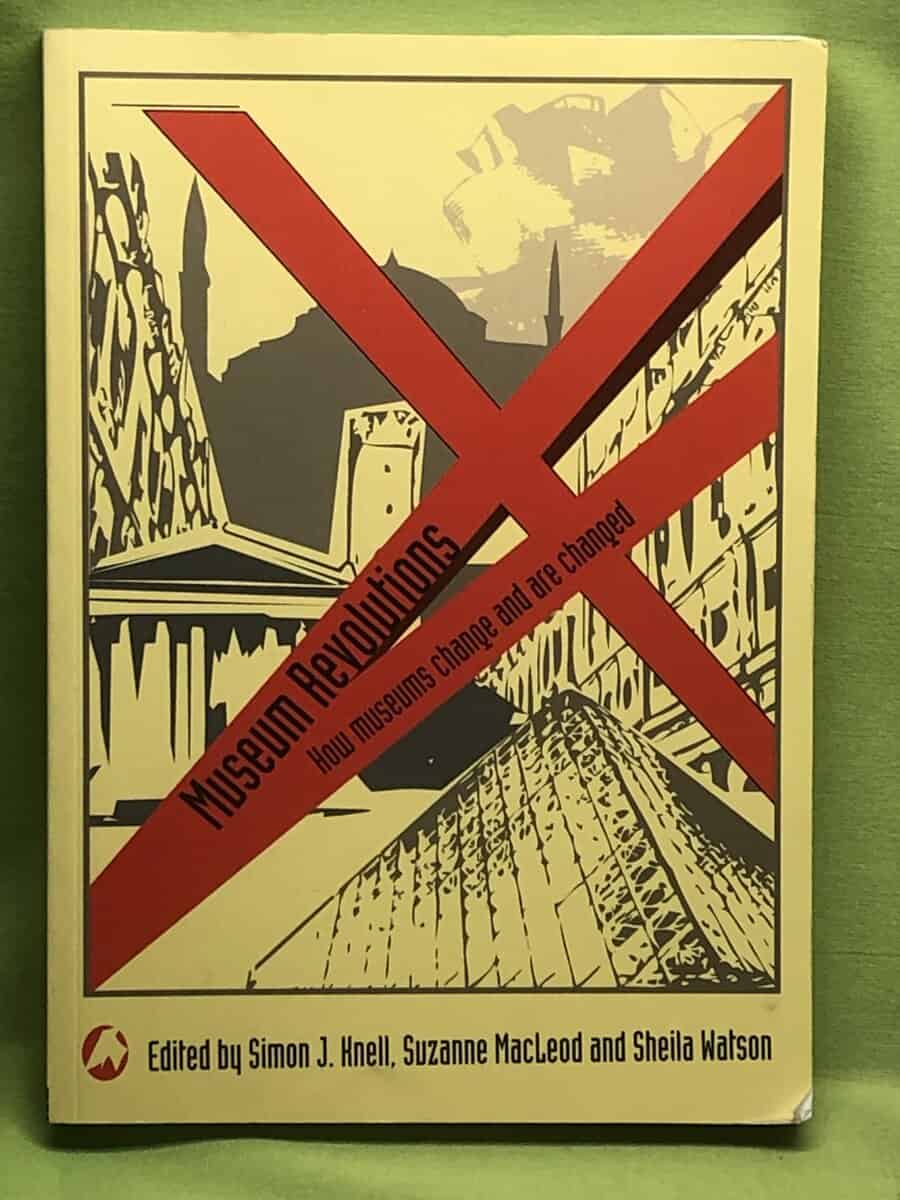 Museum Revolutions
How museums change and are changed
Edited by Simon J. Knell, Suzanne MacLeod and Sheila Watson